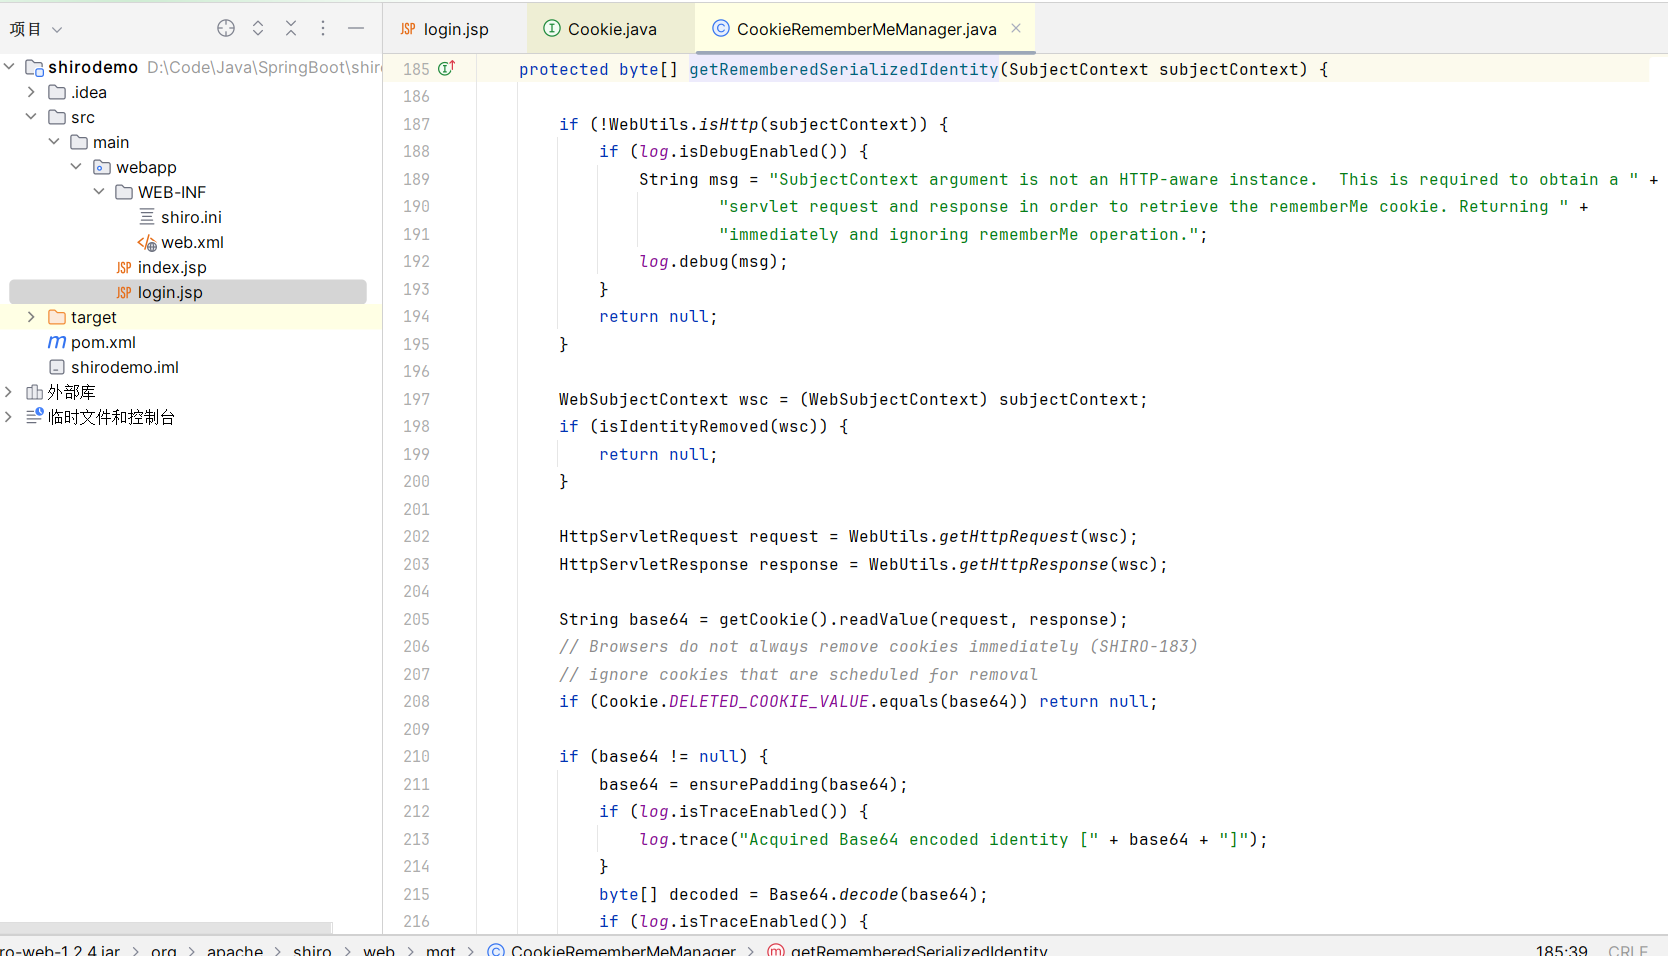 项目
login.jsp
Cookie.java
CookieRememberMeManager.java
shirodemo D:\Code\Java\SpringBoot\shir
.idea
src
main
webapp
WEB-INF
shiro.ini
web.xml
JSP index.jsp
JSP login.jsp
target
pom.xml
shirodemo.iml
外部库
临时文件和控制台
185 protected byte[] getRememberedSerializedIdentity(SubjectContext subjectContext) {
186
187 if (!WebUtils.isHttp(subjectContext)) {
188 if (log.isDebugEnabled()) {
189 String msg = "SubjectContext argument is not an HTTP-aware instance.  This is required to obtain a " +
190 "servlet request and response in order to retrieve the rememberMe cookie. Returning " +
191 "immediately and ignoring rememberMe operation.";
192 log.debug(msg);
193 }
194 return null;
195 }
196
197 WebSubjectContext wsc = (WebSubjectContext) subjectContext;
198 if (isIdentityRemoved(wsc)) {
199 return null;
200 }
201
202 HttpServletRequest request = WebUtils.getHttpRequest(wsc);
203 HttpServletResponse response = WebUtils.getHttpResponse(wsc);
204
205 String base64 = getCookie().readValue(request, response);
206 // Browsers do not always remove cookies immediately (SHIRO-183)
207 // ignore cookies that are scheduled for removal
208 if (Cookie.DELETED_COOKIE_VALUE.equals(base64)) return null;
209
210 if (base64 != null) {
211 base64 = ensurePadding(base64);
212 if (log.isTraceEnabled()) {
213 log.trace("Acquired Base64 encoded identity [" + base64 + "]");
214 }
215 byte[] decoded = Base64.decode(base64);
216 if (log.isTraceEnabled()) {
ro-web-1.2.4.jar > org > apache > shiro > web > mgt > CookieRememberMeManager > getRememberedSerializedIdentity 185:39 CRLF